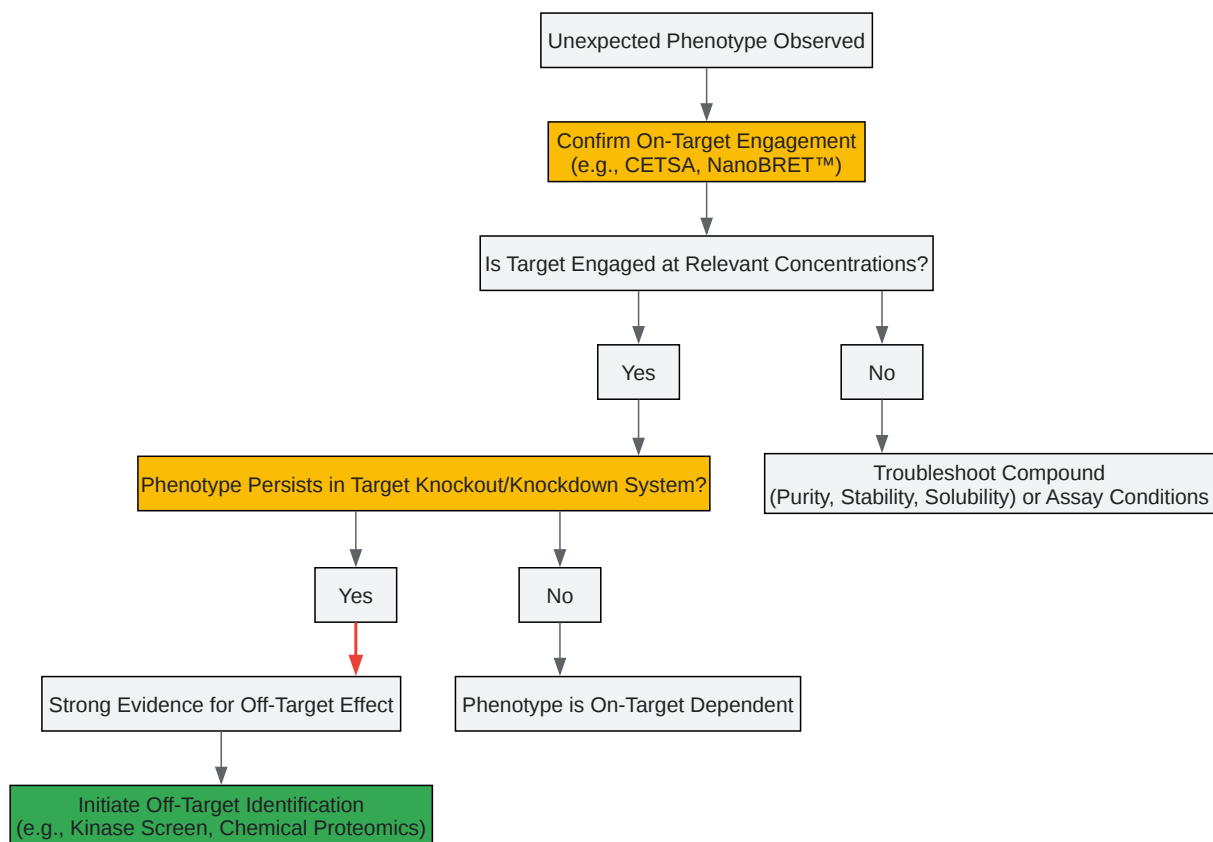 Unexpected Phenotype Observed
Confirm On-Target Engagement
(e.g., CETSA, NanoBRET™)
Is Target Engaged at Relevant Concentrations?
Yes
No
Phenotype Persists in Target Knockout/Knockdown System?
Troubleshoot Compound
(Purity, Stability, Solubility) or Assay Conditions
Yes
No
Strong Evidence for Off-Target Effect
Phenotype is On-Target Dependent
Initiate Off-Target Identification
(e.g., Kinase Screen, Chemical Proteomics)